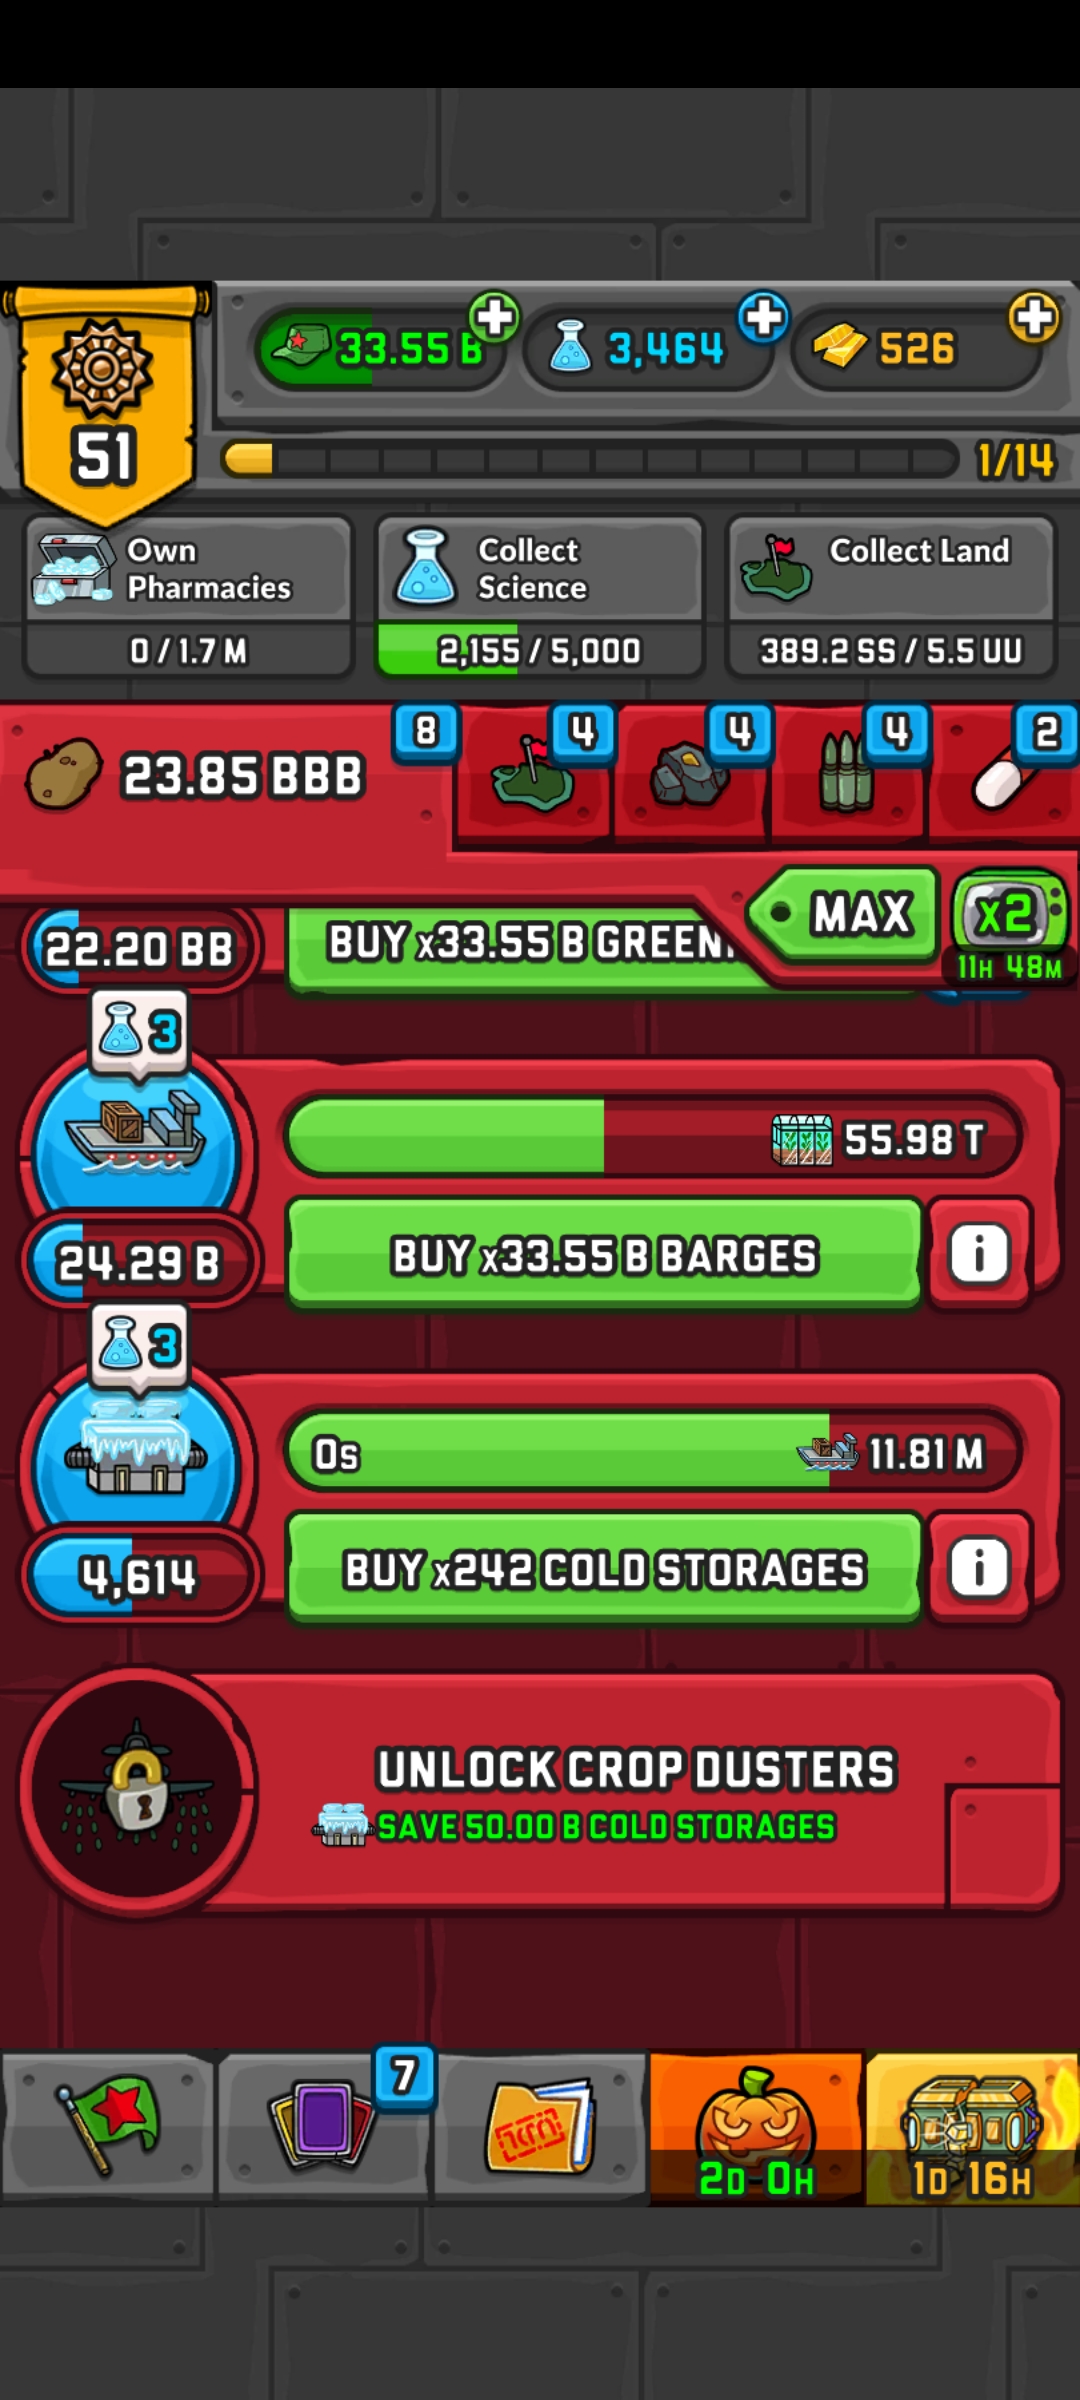 33.55 B
3,464
526
51
1/14
Own
Pharmacies
0 / 1.7 M
Collect
Science
2,155 / 5,000
Collect Land
389.2 SS / 5.5 UU
23.85 BBB
8
4
4
4
2
MAX
x2
11H 48M
22.20 BB
BUY x33.55 B
3
55.98 T
24.29 B
BUY x33.55 B BARGES
3
0s
11.81 M
4,614
BUY x242 COLD STORAGES
UNLOCK CROP DUSTERS
SAVE 50.00 B COLD STORAGES
7
2D 0H
1D 16H